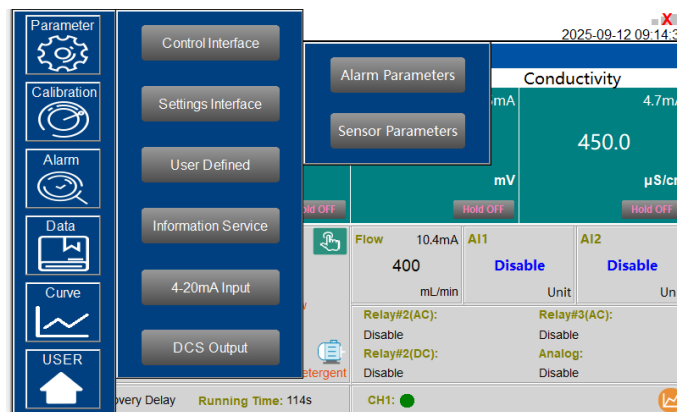 Parameter
Calibration
Alarm
Data
Curve
USER
Control Interface
Settings Interface
User Defined
Information Service
4-20mA Input
DCS Output
Alarm Parameters
Sensor Parameters
X
2025-09-12 09:14:3
Conductivity
mA
4.7m
450.0
mV
µS/c
Hold OFF
Hold OFF
OFF
Flow 10.4mA
400
mL/min
AI1
Disable
Unit
AI2
Disable
Un
Relay#2(AC):
Disable
Relay#2(DC):
Disable
Relay#3(AC):
Disable
Analog:
Disable
etergent
very Delay Running Time: 114s
CH1: